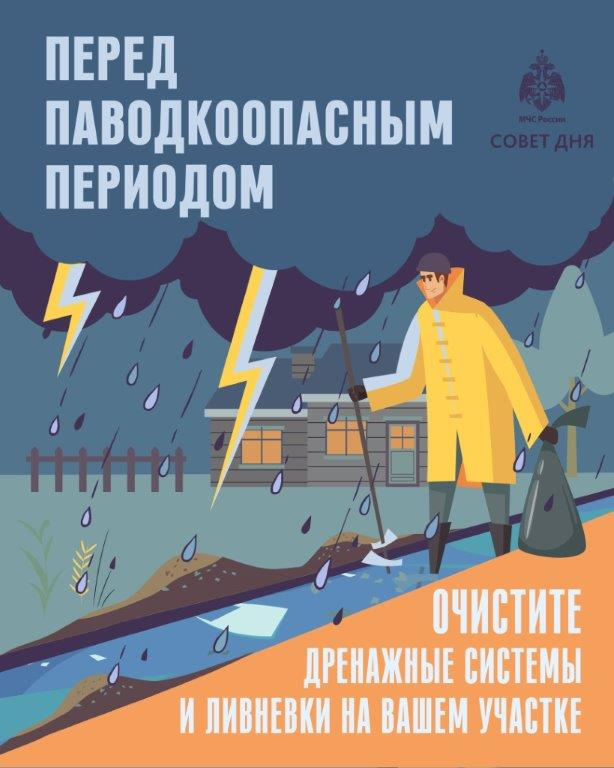 ПЕРЕД
ПАВОДКООПАСНЫМ
ПЕРИОДОМ
МЧС России
СОВЕТ ДНЯ
ОЧИСТИТЕ
ДРЕНАЖНЫЕ СИСТЕМЫ
И ЛИВНЕВКИ НА ВАШЕМ УЧАСТКЕ